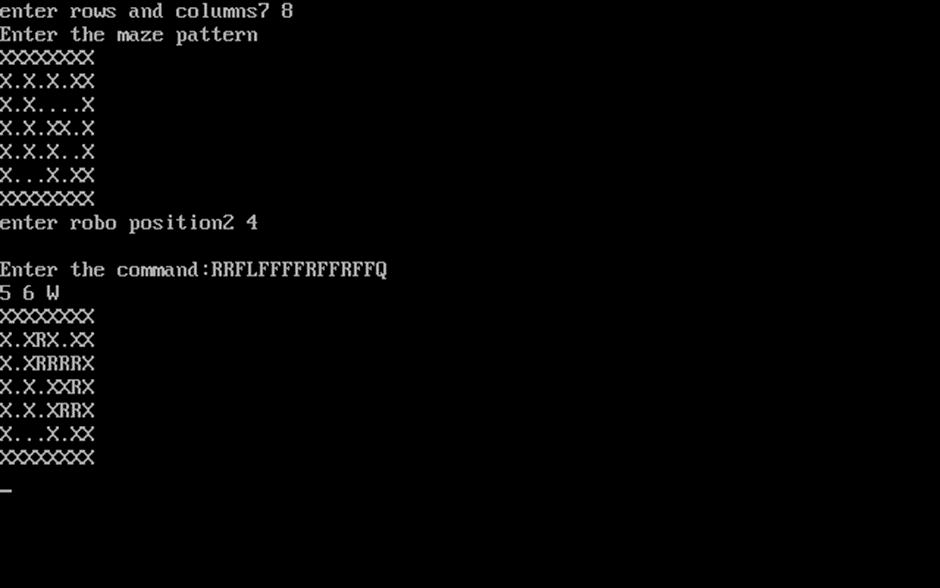 enter rows and columns7 8
Enter the maze pattern
XXXXXXXX
X.X.X.XX
X.X....X
X.X.XX.X
X.X.X..X
X...X.XX
XXXXXXXX
enter robo position2 4
Enter the command:RRFLFFFFRFFRFFQ
5 6 W
XXXXXXXX
X.XRX.XX
X.XRRRRX
X.X.XXRX
X.X.XRRX
X...X.XX
XXXXXXXX